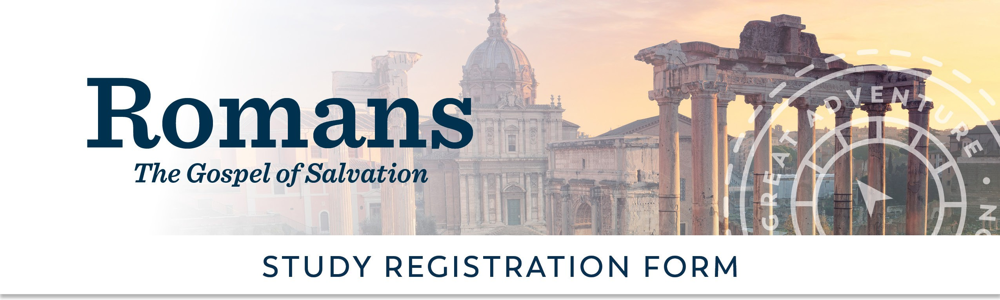 Romans
The Gospel of Salvation
GREAT ADVENTURE •
STUDY REGISTRATION FORM